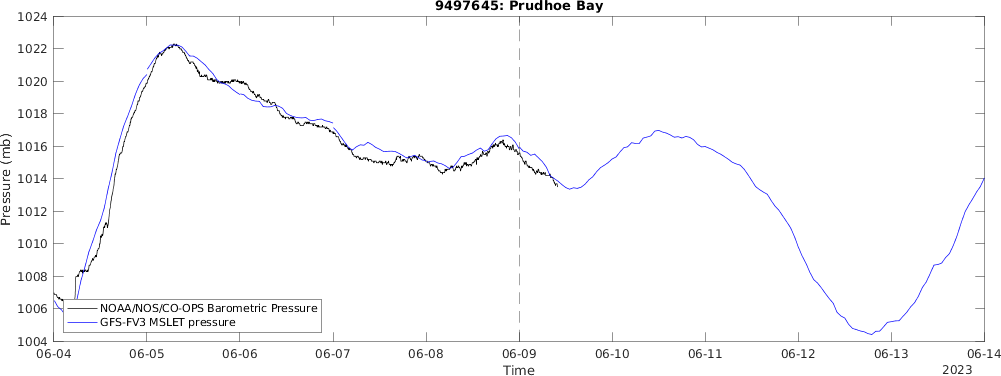 9497645: Prudhoe Bay
1024
1022
1020
1018
1016
1014
1012
1010
1008
1006
1004
Pressure (mb)
NOAA/NOS/CO-OPS Barometric Pressure
GFS-FV3 MSLET pressure
06-04 06-05 06-06 06-07 06-08 06-09 06-10 06-11 06-12 06-13 06-14
Time
2023